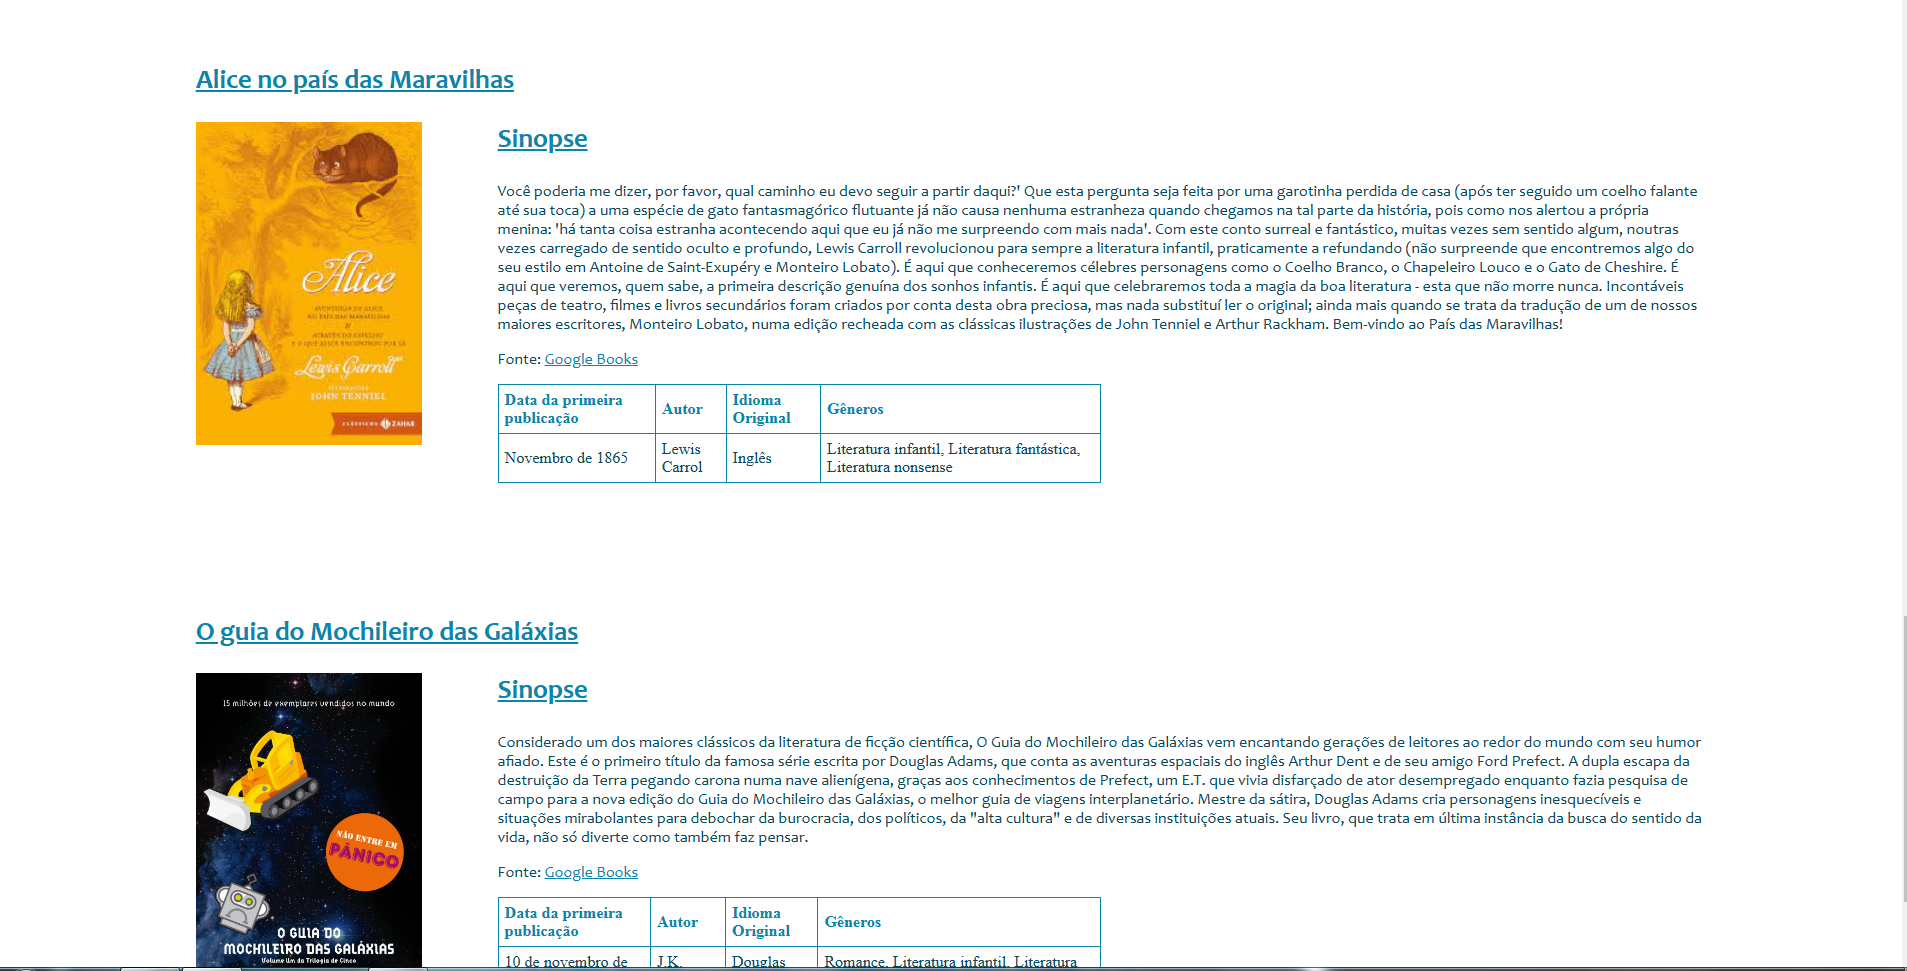 Alice no país das Maravilhas
Alice
AVENTURAS DE ALICE
NO PAÍS DAS MARAVILHAS
&
ATRAVÉS DO ESPELHO
E O QUE ALICE ENCONTROU POR LÁ
Lewis Carroll
JOHN TENNIEL
CLÁSSICOS ZAHAR
Sinopse
Você poderia me dizer, por favor, qual caminho eu devo seguir a partir daqui?' Que esta pergunta seja feita por uma garotinha perdida de casa (após ter seguido um coelho falante
até sua toca) a uma espécie de gato fantasmagórico flutuante já não causa nenhuma estranheza quando chegamos na tal parte da história, pois como nos alertou a própria
menina: 'há tanta coisa estranha acontecendo aqui que eu já não me surpreendo com mais nada'. Com este conto surreal e fantástico, muitas vezes sem sentido algum, noutras
vezes carregado de sentido oculto e profundo, Lewis Carroll revolucionou para sempre a literatura infantil, praticamente a refundando (não surpreende que encontremos algo do
seu estilo em Antoine de Saint-Exupéry e Monteiro Lobato). É aqui que conheceremos célebres personagens como o Coelho Branco, o Chapeleiro Louco e o Gato de Cheshire. É
aqui que veremos, quem sabe, a primeira descrição genuína dos sonhos infantis. É aqui que celebraremos toda a magia da boa literatura - esta que não morre nunca. Incontáveis
peças de teatro, filmes e livros secundários foram criados por conta desta obra preciosa, mas nada substituí ler o original; ainda mais quando se trata da tradução de um de nossos
maiores escritores, Monteiro Lobato, numa edição recheada com as clássicas ilustrações de John Tenniel e Arthur Rackham. Bem-vindo ao País das Maravilhas!
Fonte: Google Books
Data da primeira publicação Autor Idioma Original Gêneros
Novembro de 1865 Lewis Carrol Inglês Literatura infantil, Literatura fantástica, Literatura nonsense
O guia do Mochileiro das Galáxias
15 milhões de exemplares vendidos no mundo
NÃO ENTRE EM
PÂNICO
O GUIA DO
MOCHILEIRO DAS GALÁXIAS
Volume Um da Trilogia de Cinco
Sinopse
Considerado um dos maiores clássicos da literatura de ficção científica, O Guia do Mochileiro das Galáxias vem encantando gerações de leitores ao redor do mundo com seu humor
afiado. Este é o primeiro título da famosa série escrita por Douglas Adams, que conta as aventuras espaciais do inglês Arthur Dent e de seu amigo Ford Prefect. A dupla escapa da
destruição da Terra pegando carona numa nave alienígena, graças aos conhecimentos de Prefect, um E.T. que vivia disfarçado de ator desempregado enquanto fazia pesquisa de
campo para a nova edição do Guia do Mochileiro das Galáxias, o melhor guia de viagens interplanetário. Mestre da sátira, Douglas Adams cria personagens inesquecíveis e
situações mirabolantes para debochar da burocracia, dos políticos, da "alta cultura" e de diversas instituições atuais. Seu livro, que trata em última instância da busca do sentido da
vida, não só diverte como também faz pensar.
Fonte: Google Books
Data da primeira publicação Autor Idioma Original Gêneros
10 de novembro de J.K. Douglas Romance, Literatura infantil, Literatura